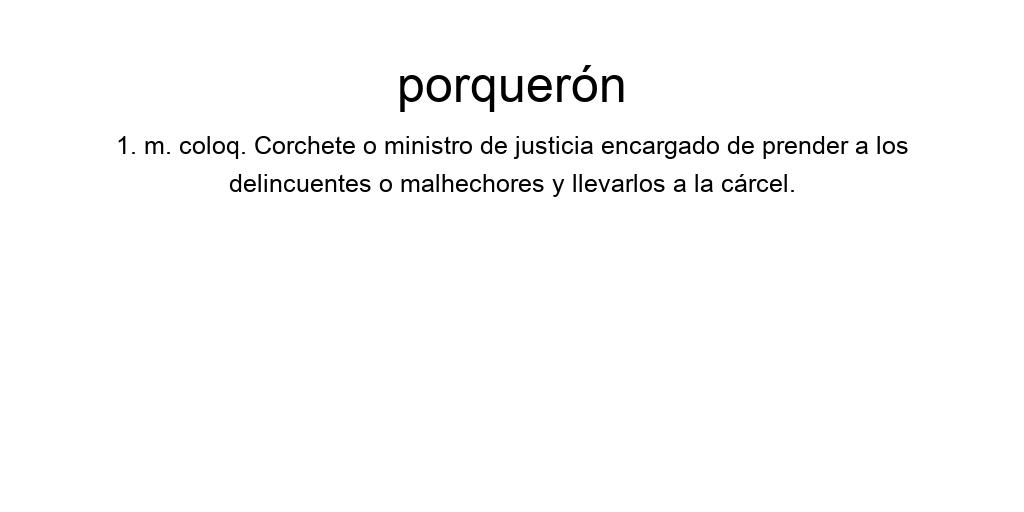 porquerón
1. m. coloq. Corchete o ministro de justicia encargado de prender a los
delincuentes o malhechores y llevarlos a la cárcel.